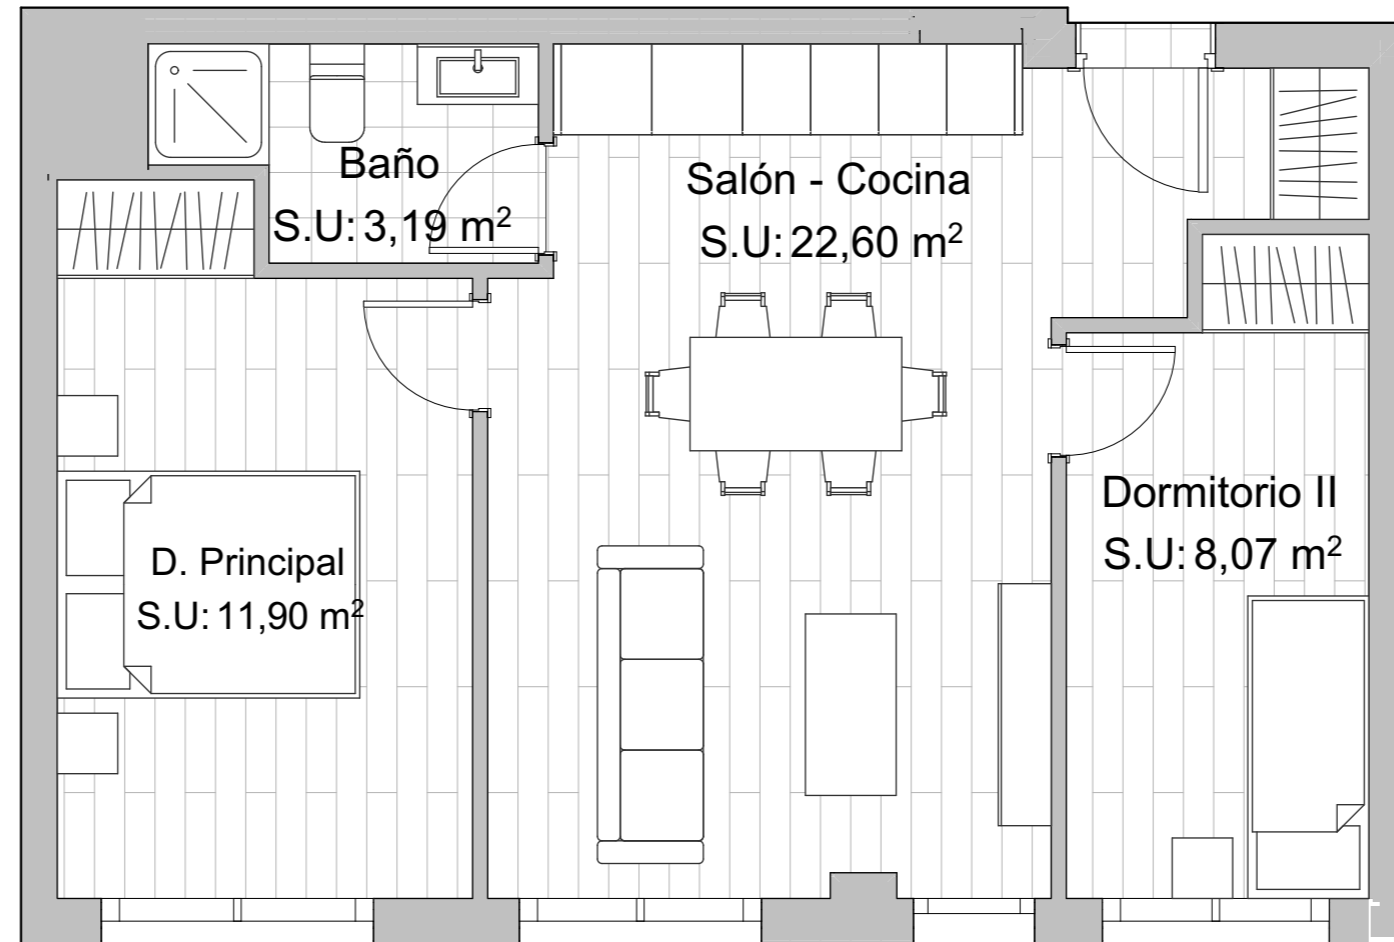 Baño
S.U: 3,19 m²
Salón - Cocina
S.U: 22,60 m²
D. Principal
S.U: 11,90 m²
Dormitorio II
S.U: 8,07 m²